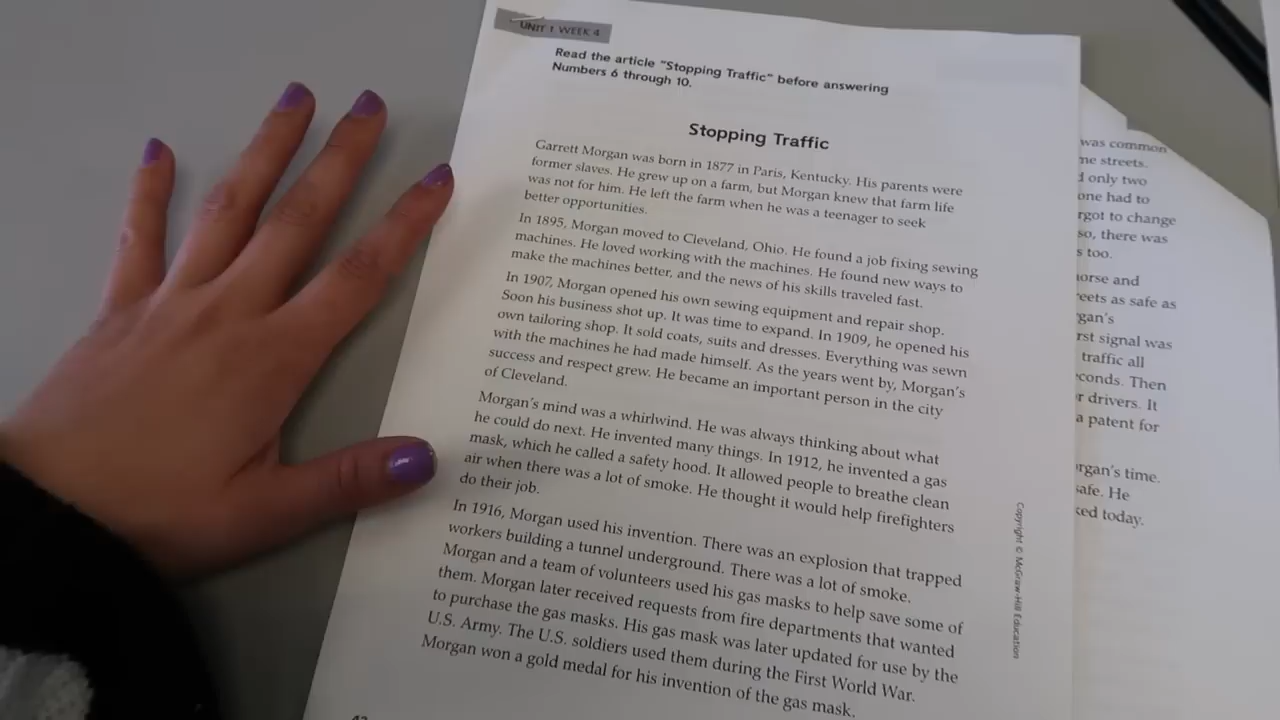 UNIT 1 WEEK 4
Read the article "Stopping Traffic" before answering
Numbers 6 through 10.
Stopping Traffic
Garrett Morgan was born in 1877 in Paris, Kentucky. His parents were
former slaves. He grew up on a farm, but Morgan knew that farm life
was not for him. He left the farm when he was a teenager to seek
better opportunities.
In 1895, Morgan moved to Cleveland, Ohio. He found a job fixing sewing
machines. He loved working with the machines. He found new ways to
make the machines better, and the news of his skills traveled fast.
In 1907, Morgan opened his own sewing equipment and repair shop.
Soon his business shot up. It was time to expand. In 1909, he opened his
own tailoring shop. It sold coats, suits and dresses. Everything was sewn
with the machines he had made himself. As the years went by, Morgan's
success and respect grew. He became an important person in the city
of Cleveland.
Morgan's mind was a whirlwind. He was always thinking about what
he could do next. He invented many things. In 1912, he invented a gas
mask, which he called a safety hood. It allowed people to breathe clean
air when there was a lot of smoke. He thought it would help firefighters
do their job.
In 1916, Morgan used his invention. There was an explosion that trapped
workers building a tunnel underground. There was a lot of smoke.
Morgan and a team of volunteers used his gas masks to help save some of
them. Morgan later received requests from fire departments that wanted
to purchase the gas masks. His gas mask was later updated for use by the
U.S. Army. The U.S. soldiers used them during the First World War.
Morgan won a gold medal for his invention of the gas mask.
Copyright © McGraw-Hill Education
was common
streets.
only two
one had to
to change
so, there was
too.
and
as safe as
signal was
traffic all
Then
drivers. It
a patent for
time.
He
today.